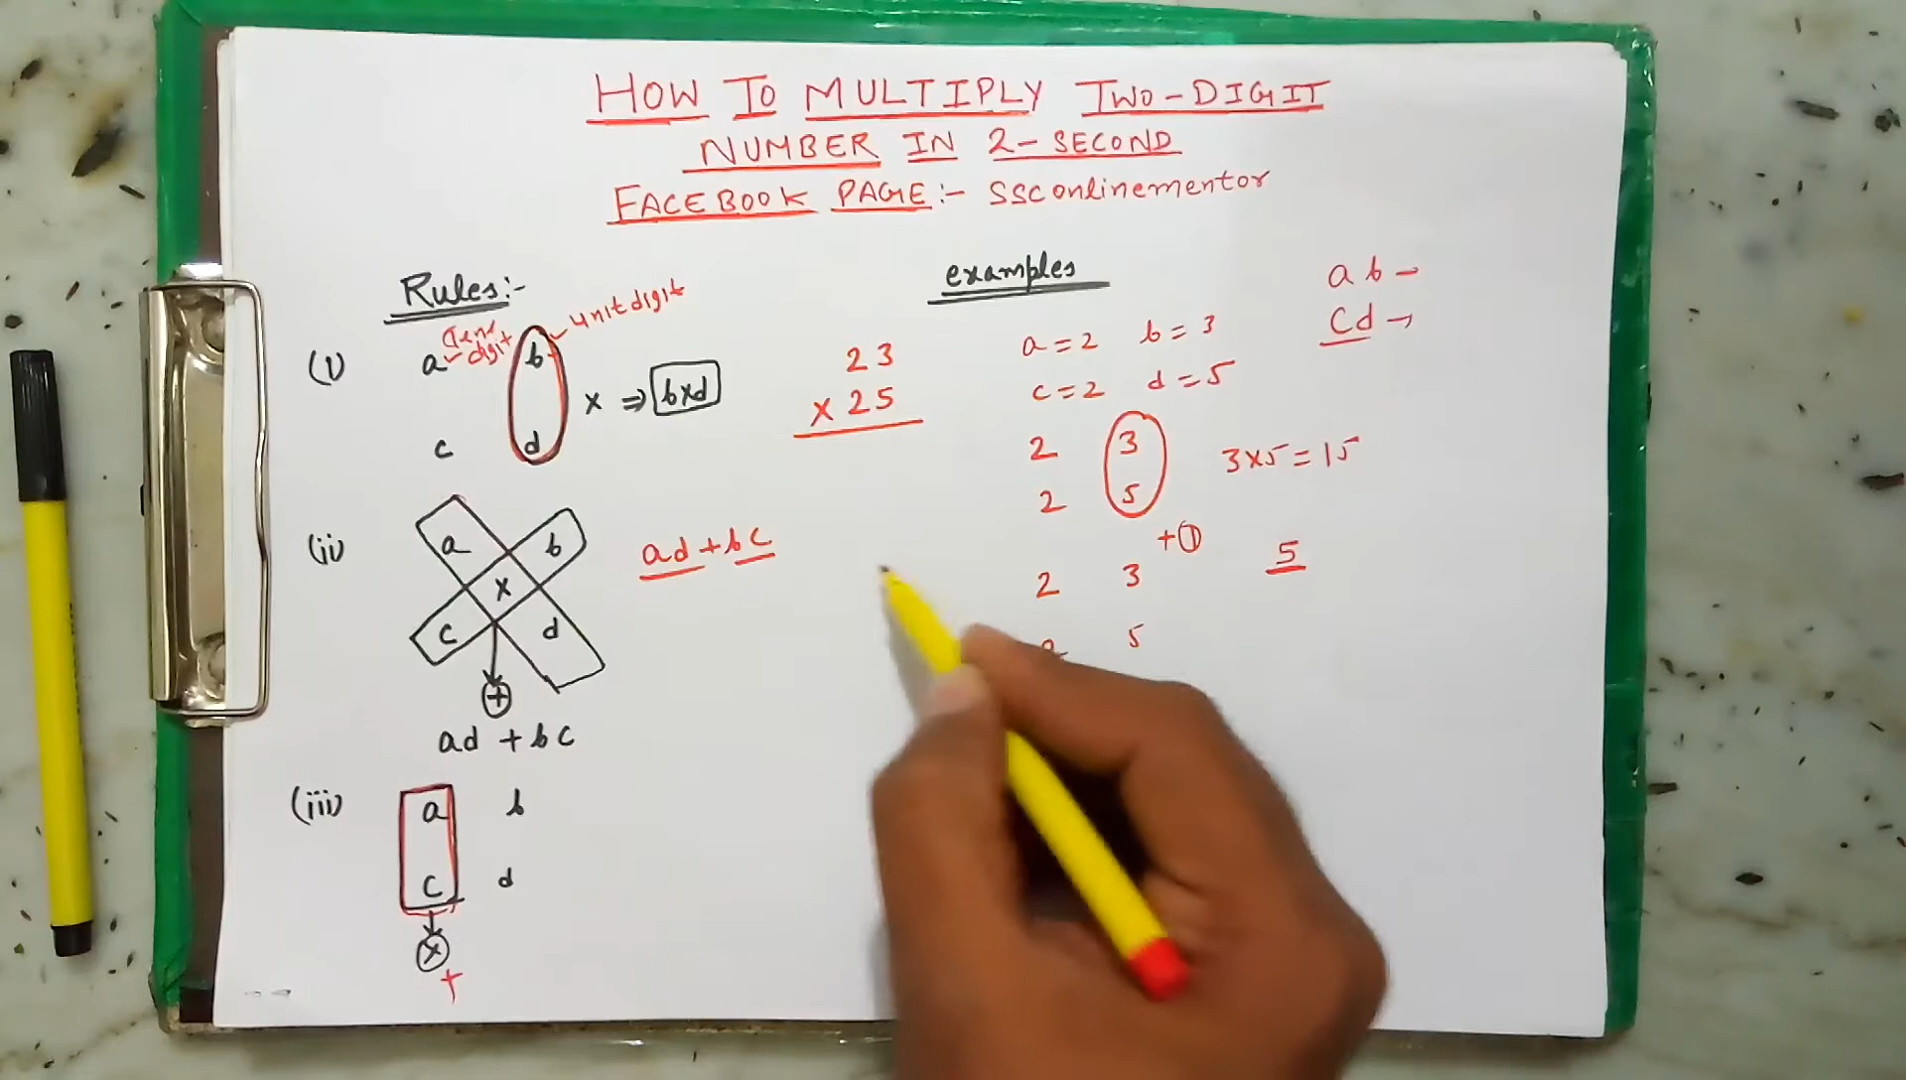 HOW TO MULTIPLY TWO-DIGIT
NUMBER IN 2-SECOND
FACEBOOK PAGE:- SSConlinementor
Rules:-
(i) a digit b unit digit
c d × ⇒ b×d
(ii) a b
×
c d
+
ad + bc
ad + bc
(iii) a b
c d
×
+
examples
a b -
Cd →
23
×25
a = 2 b = 3
c = 2 d = 5
2 3
2 5
3×5 = 15
+1
2 3
5
5